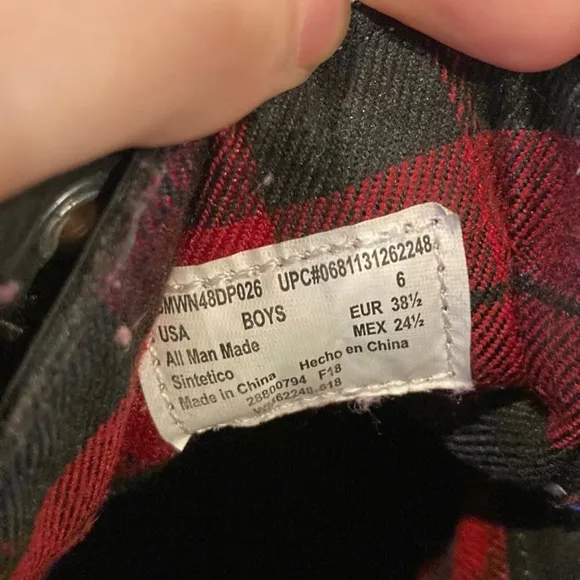 MWN48DP026 UPC#0681131262248
USA BOYS 6
All Man Made EUR 38½
Sintetico MEX 24½
Made in China Hecho en China
28800794 F18